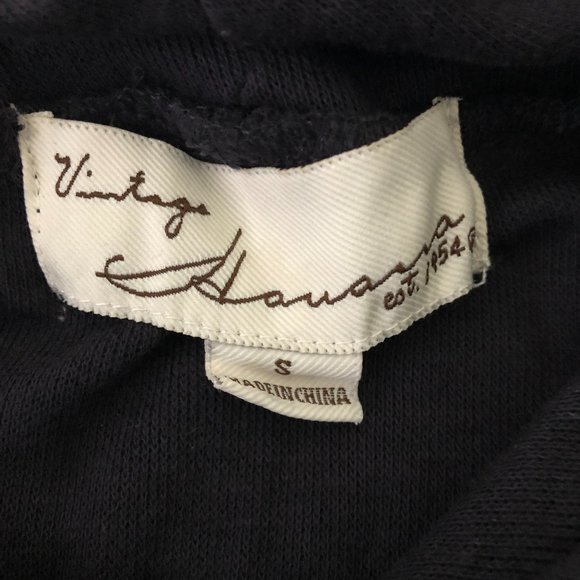 Vintage
Havana
est. 1954 ®
S
MADE IN CHINA